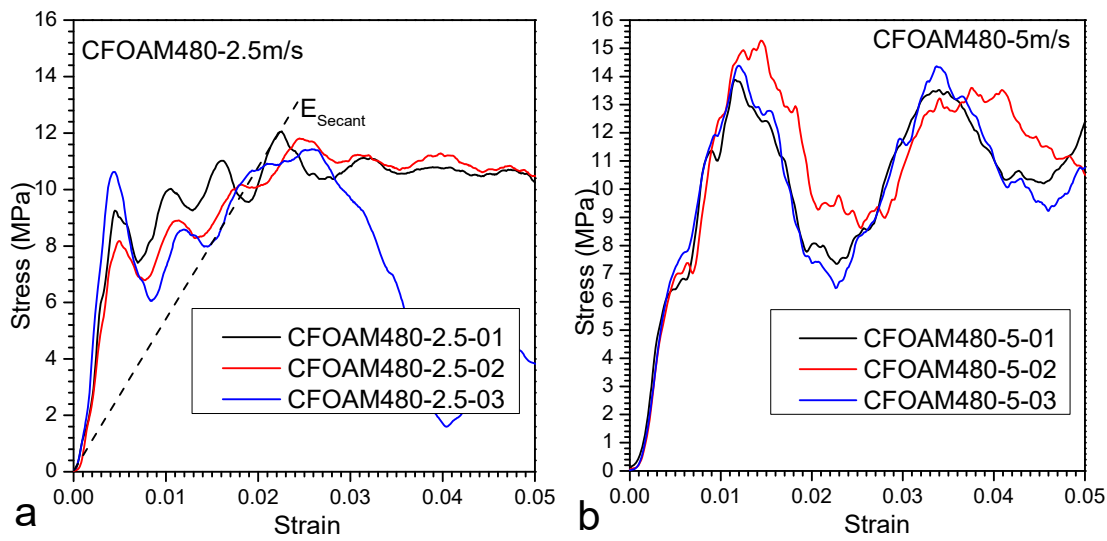 CFOAM480-2.5m/s
E_Secant
CFOAM480-2.5-01
CFOAM480-2.5-02
CFOAM480-2.5-03
Stress (MPa)
0
2
4
6
8
10
12
14
16
0.00 0.01 0.02 0.03 0.04 0.05
Strain
a
CFOAM480-5m/s
CFOAM480-5-01
CFOAM480-5-02
CFOAM480-5-03
Stress (MPa)
0
1
2
3
4
5
6
7
8
9
10
11
12
13
14
15
16
0.00 0.01 0.02 0.03 0.04 0.05
Strain
b